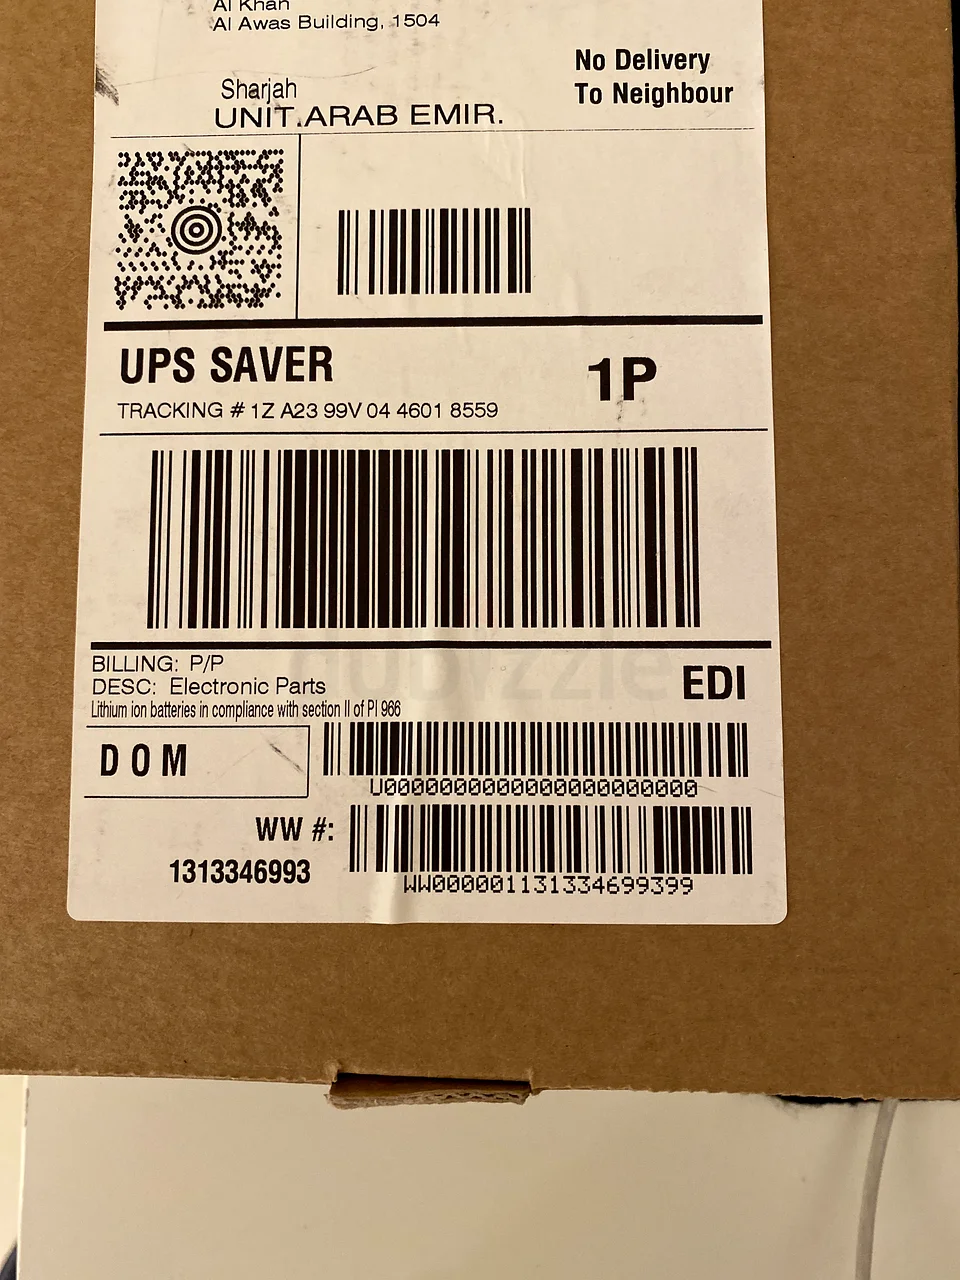 Al Khan
Al Awas Building, 1504
No Delivery
To Neighbour
Sharjah
UNIT.ARAB EMIR.
UPS SAVER
1P
TRACKING # 1Z A23 99V 04 4601 8559
dubizzle
BILLING: P/P
DESC: Electronic Parts
EDI
Lithium ion batteries in compliance with section II of PI 966
DOM
U0000000000000000000000
WW #:
1313346993
WW0000001131334699399